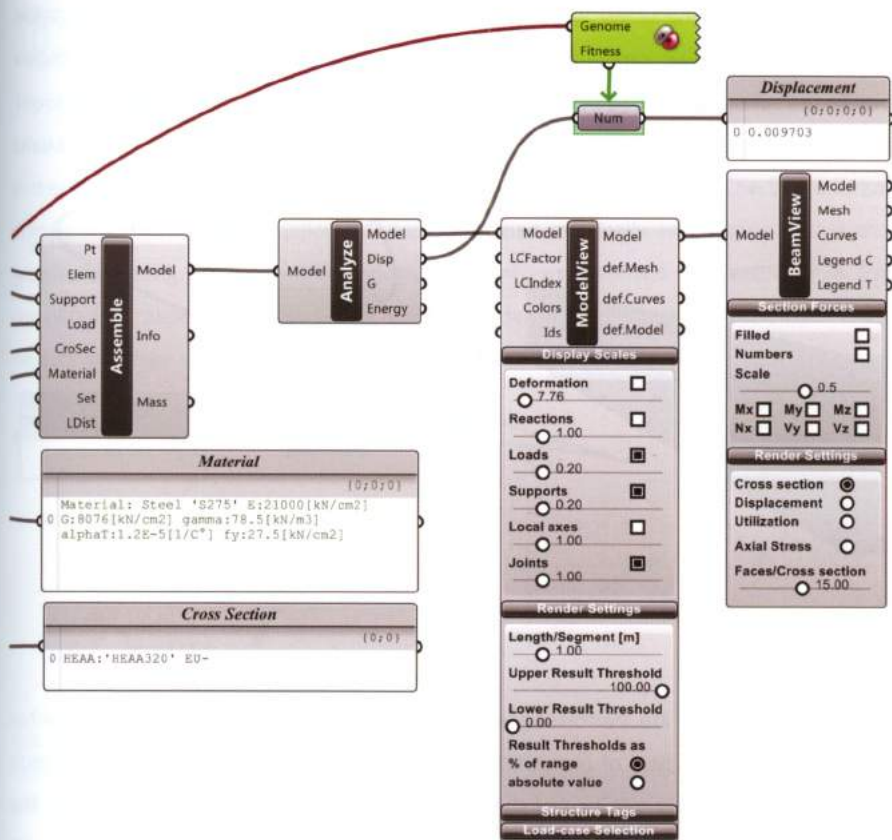 Genome
Fitness
Num
Displacement
{0;0;0;0}
0 0.009703
Pt
Elem
Support
Load
CroSec
Material
Set
LDist
Assemble
Model
Info
Mass
Model
Analyze
Model
Disp
G
Energy
Model
LCFactor
LCIndex
Colors
Ids
ModelView
Model
def.Mesh
def.Curves
def.Model
Display Scales
Deformation
7.76
Reactions
1.00
Loads
0.20
Supports
0.20
Local axes
1.00
Joints
1.00
Render Settings
Length/Segment [m]
1.00
Upper Result Threshold
100.00
Lower Result Threshold
0.00
Result Thresholds as
% of range
absolute value
Structure Tags
Load-case Selection
Model
BeamView
Model
Mesh
Curves
Legend C
Legend T
Section Forces
Filled
Numbers
Scale
0.5
Mx My Mz
Nx Vy Vz
Render Settings
Cross section
Displacement
Utilization
Axial Stress
Faces/Cross section
15.00
Material
{0;0;0}
Material: Steel 'S275' E:21000[kN/cm2]
0 G:8076[kN/cm2] gamma:78.5[kN/m3]
alphaT:1.2E-5[1/C°] fy:27.5[kN/cm2]
Cross Section
{0;0}
0 HEAA:'HEAA320' EU-